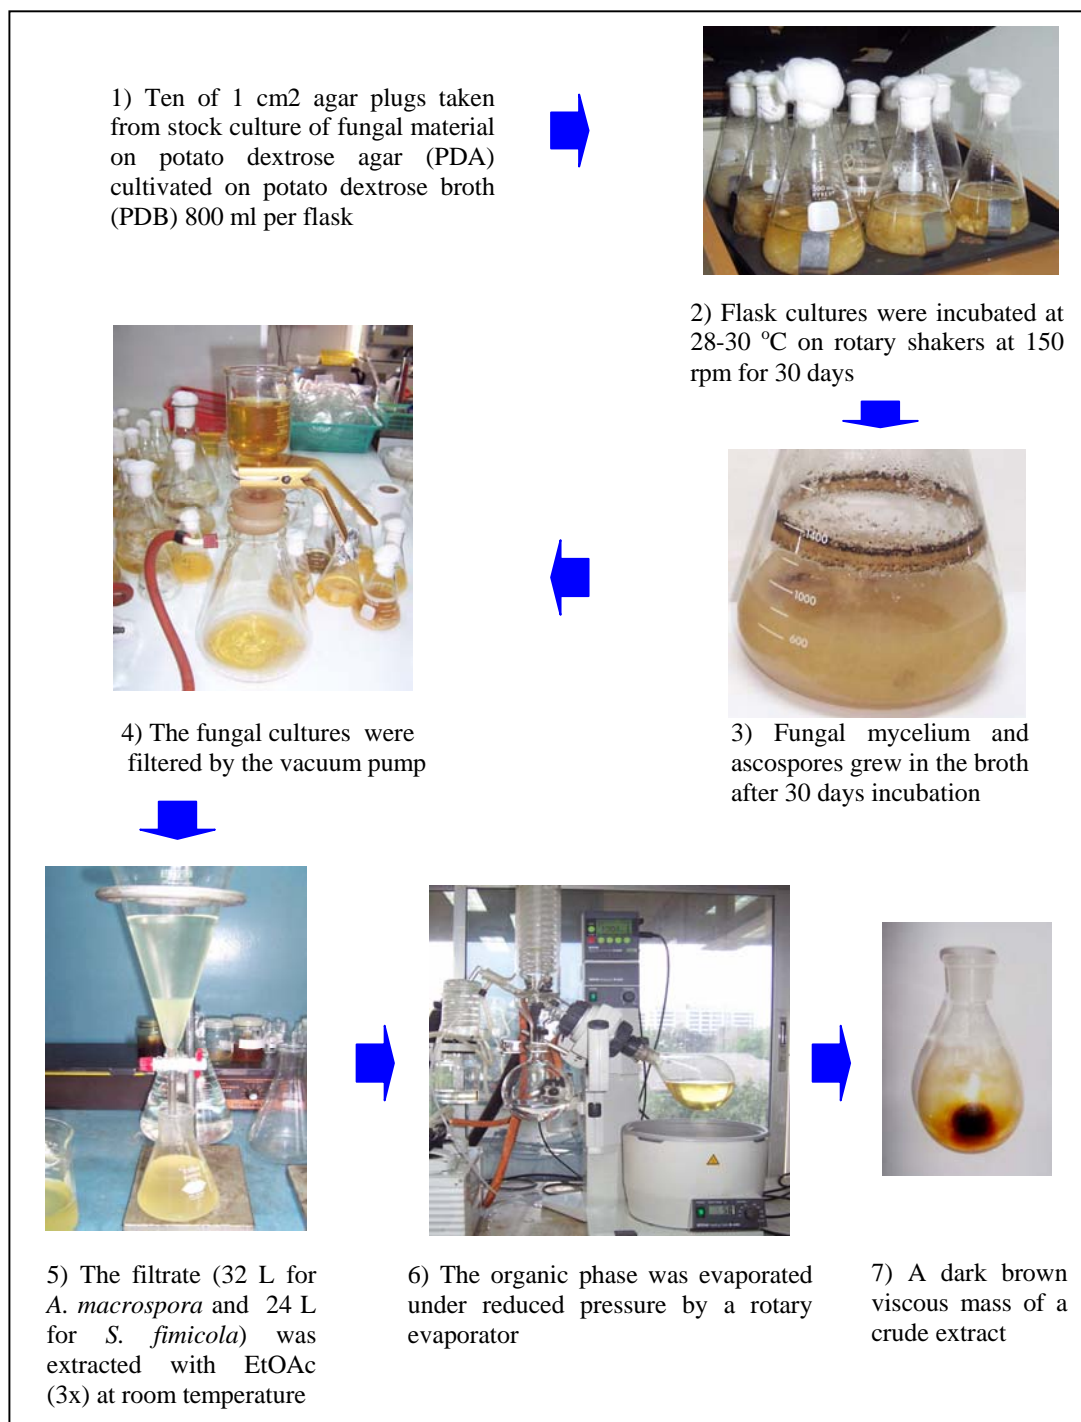 1) Ten of 1 cm2 agar plugs taken
from stock culture of fungal material
on potato dextrose agar (PDA)
cultivated on potato dextrose broth
(PDB) 800 ml per flask
2) Flask cultures were incubated at
28-30 °C on rotary shakers at 150
rpm for 30 days
1400
1000
600
3) Fungal mycelium and
ascospores grew in the broth
after 30 days incubation
4) The fungal cultures were
filtered by the vacuum pump
5) The filtrate (32 L for
A. macrospora and 24 L
for S. fimicola) was
extracted with EtOAc
(3x) at room temperature
6) The organic phase was evaporated
under reduced pressure by a rotary
evaporator
7) A dark brown
viscous mass of a
crude extract